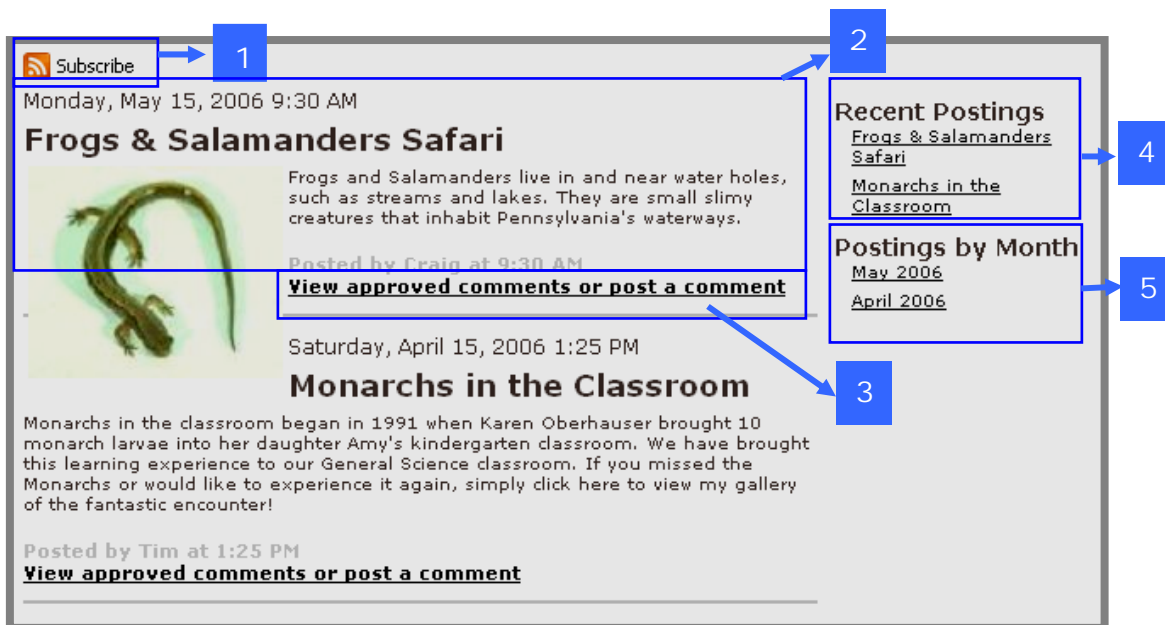 1
2
Subscribe
Monday, May 15, 2006 9:30 AM
Frogs & Salamanders Safari
Frogs and Salamanders live in and near water holes,
such as streams and lakes. They are small slimy
creatures that inhabit Pennsylvania's waterways.
Posted by Craig at 9:30 AM
View approved comments or post a comment
Saturday, April 15, 2006 1:25 PM
Monarchs in the Classroom
Monarchs in the classroom began in 1991 when Karen Oberhauser brought 10
monarch larvae into her daughter Amy's kindergarten classroom. We have brought
this learning experience to our General Science classroom. If you missed the
Monarchs or would like to experience it again, simply click here to view my gallery
of the fantastic encounter!
Posted by Tim at 1:25 PM
View approved comments or post a comment
Recent Postings
Frogs & Salamanders
Safari
Monarchs in the
Classroom
4
Postings by Month
May 2006
April 2006
5
3